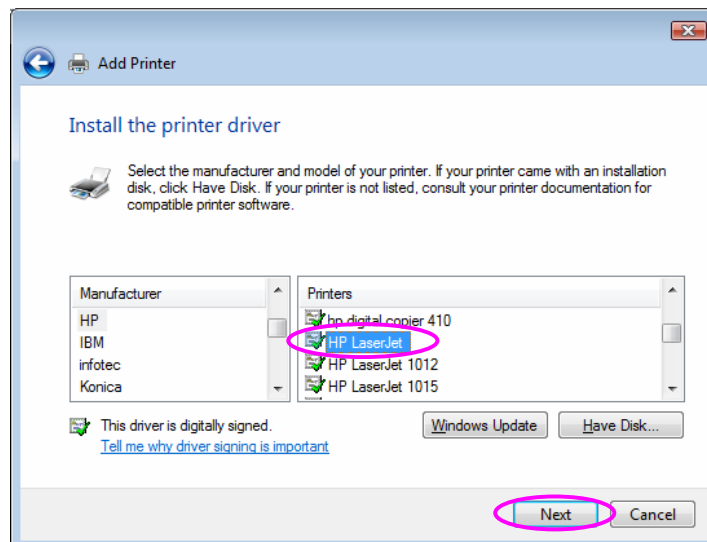 Add Printer
Install the printer driver
Select the manufacturer and model of your printer. If your printer came with an installation
disk, click Have Disk. If your printer is not listed, consult your printer documentation for
compatible printer software.
Manufacturer
HP
IBM
infotec
Konica
Printers
hp digital copier 410
HP LaserJet
HP LaserJet 1012
HP LaserJet 1015
This driver is digitally signed.
Tell me why driver signing is important
Windows Update
Have Disk...
Next
Cancel